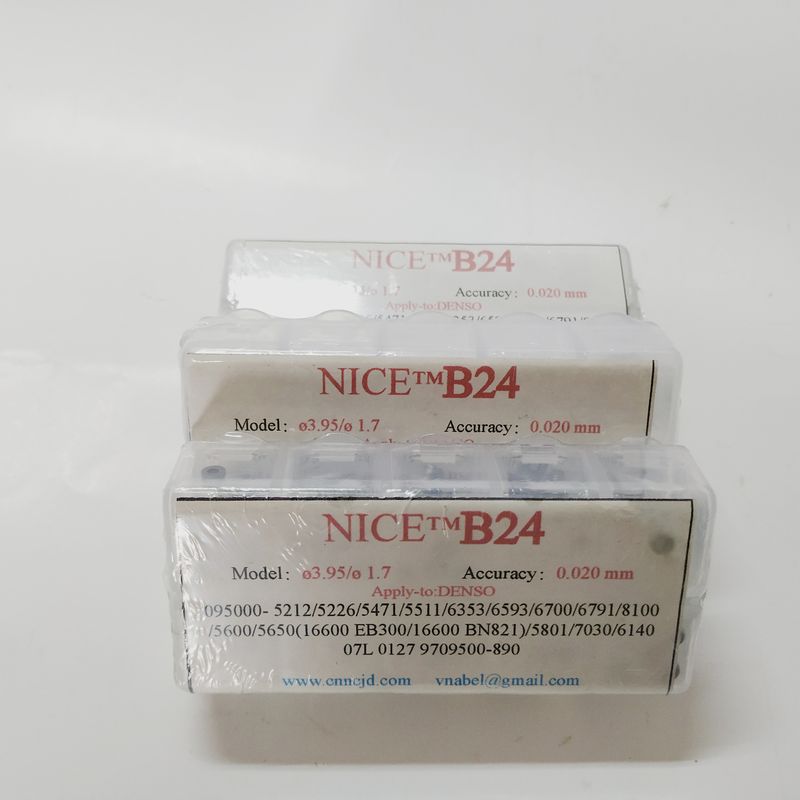 NICE™B24
1.7 Accuracy: 0.020 mm
Apply-to:DENSO
NICE™B24
Model: ø3.95/ø 1.7 Accuracy: 0.020 mm
NICE™B24
Model: ø3.95/ø 1.7 Accuracy: 0.020 mm
Apply-to:DENSO
095000- 5212/5226/5471/5511/6353/6593/6700/6791/8100
/5600/5650(16600 EB300/16600 BN821)/5801/7030/6140
07L 0127 9709500-890
www.cnncjd.com vnabel@gmail.com